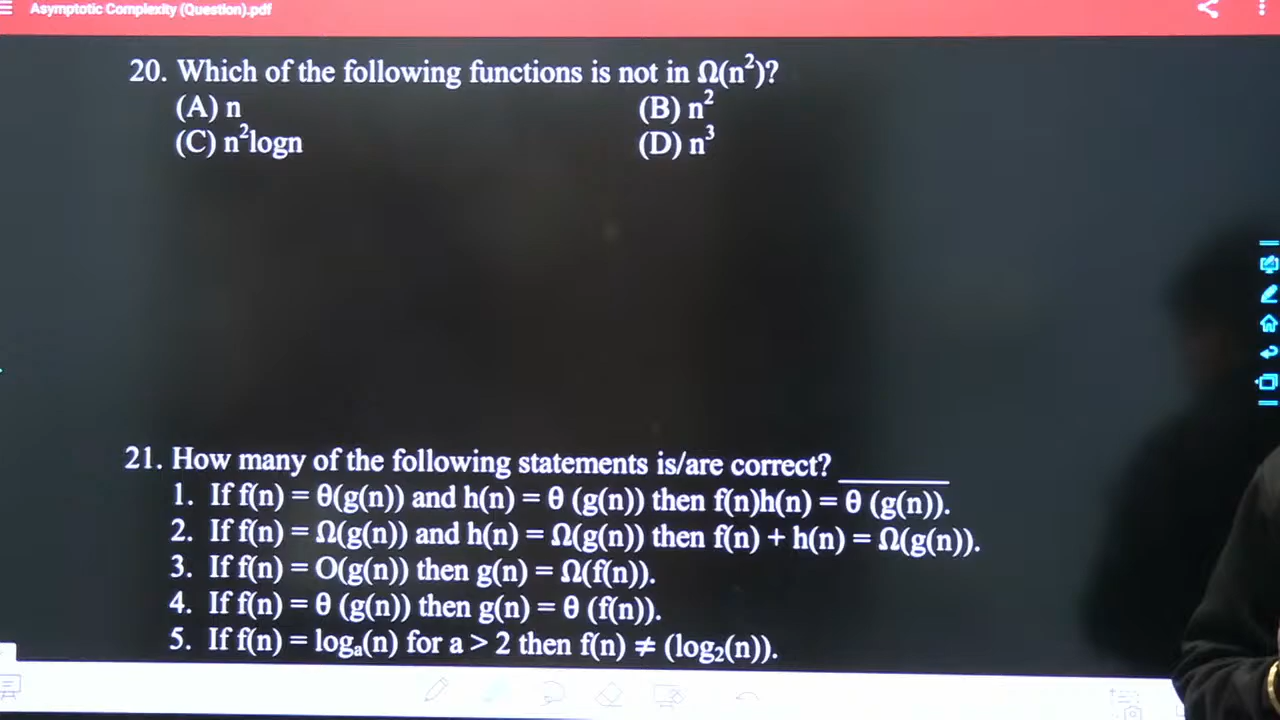 Asymptotic Complexity (Question).pdf
20. Which of the following functions is not in Ω(n²)?
(A) n (B) n²
(C) n²logn (D) n³
21. How many of the following statements is/are correct? ________
1. If f(n) = θ(g(n)) and h(n) = θ (g(n)) then f(n)h(n) = θ (g(n)).
2. If f(n) = Ω(g(n)) and h(n) = Ω(g(n)) then f(n) + h(n) = Ω(g(n)).
3. If f(n) = O(g(n)) then g(n) = Ω(f(n)).
4. If f(n) = θ (g(n)) then g(n) = θ (f(n)).
5. If f(n) = logₐ(n) for a > 2 then f(n) ≠ (log₂(n)).